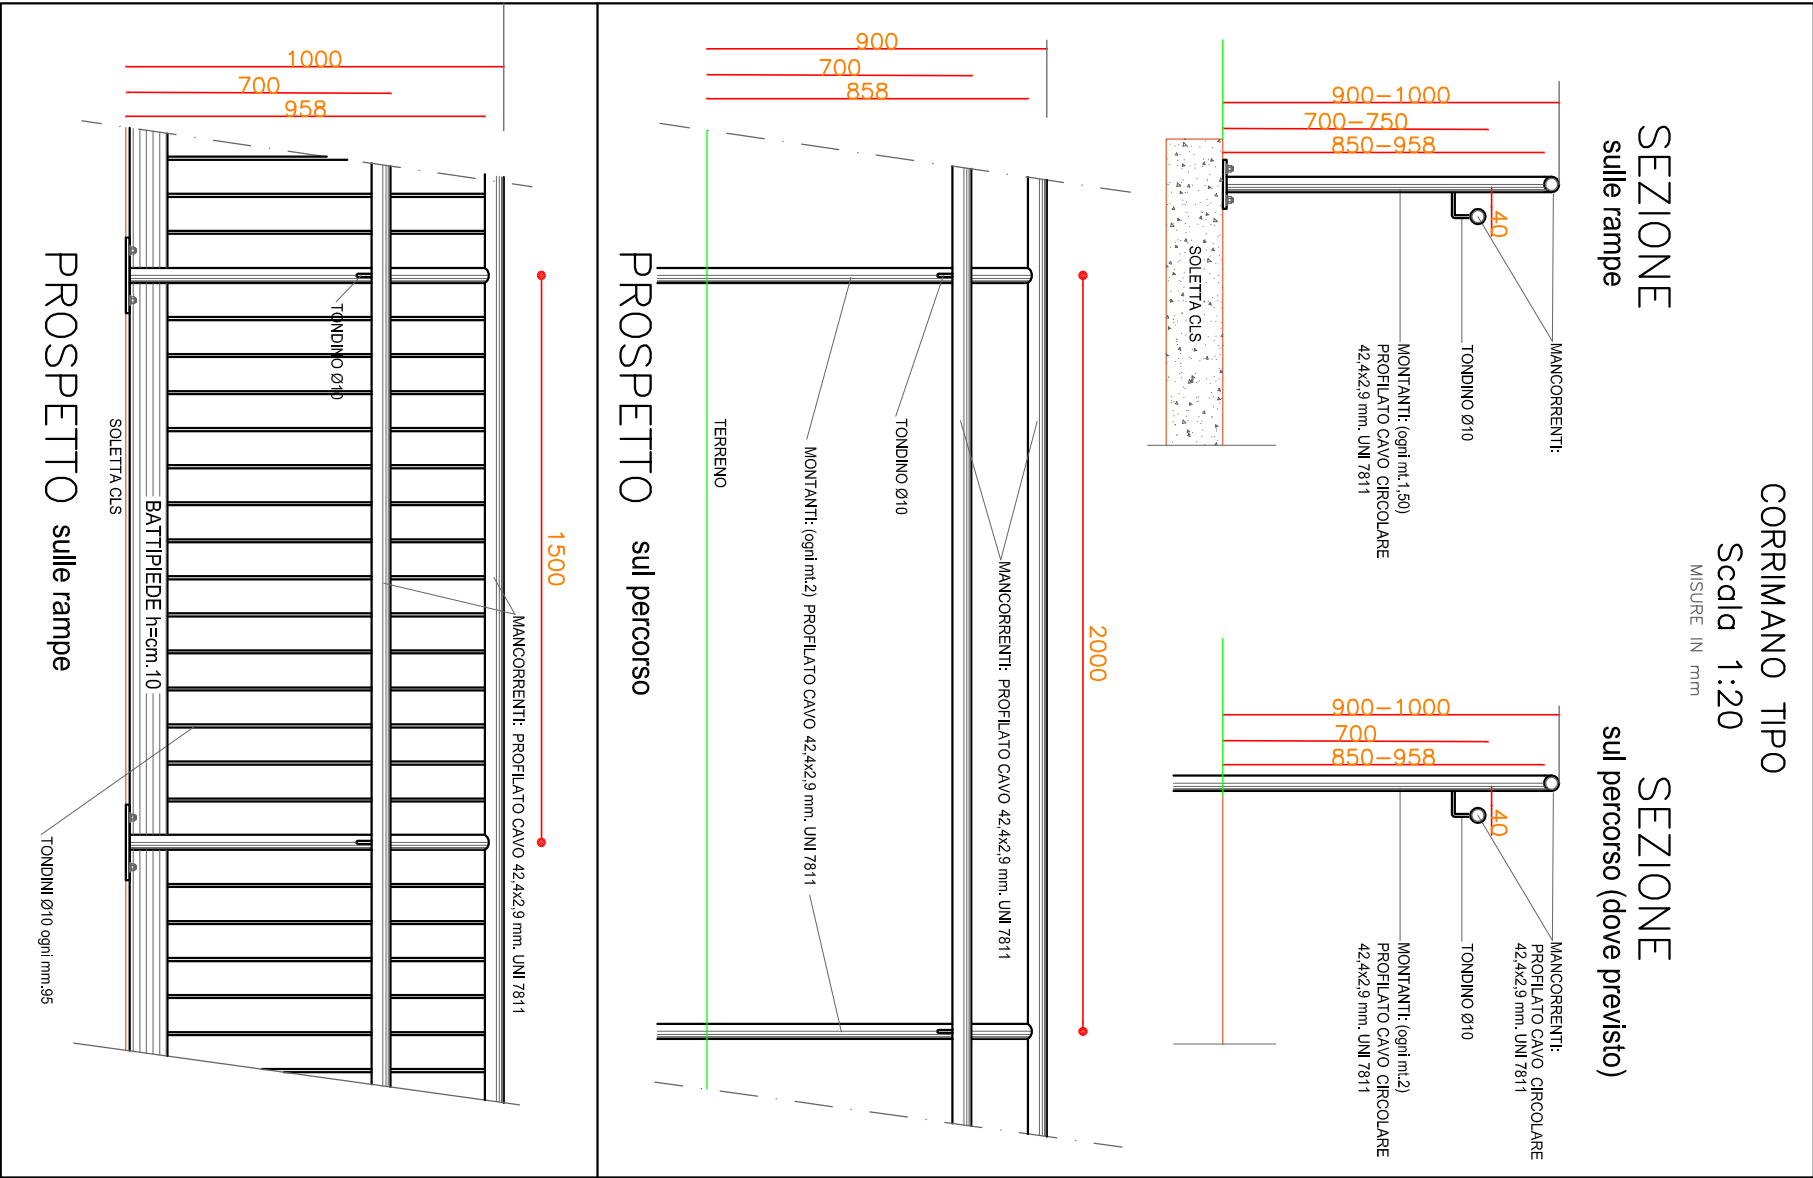 CORRIMANO TIPO
Scala 1:20
MISURE IN mm
SEZIONE
sulle rampe
900-1000
700-750
850-958
40
MANCORRENTI:
TONDINO Ø10
MONTANTI: (ogni mt.1,50)
PROFILATO CAVO CIRCOLARE
42,4x2,9 mm. UNI 7811
SOLETTA CLS
SEZIONE
sul percorso (dove previsto)
900-1000
700
850-958
40
MANCORRENTI:
PROFILATO CAVO CIRCOLARE
42,4x2,9 mm. UNI 7811
TONDINO Ø10
MONTANTI: (ogni mt.2)
PROFILATO CAVO CIRCOLARE
42,4x2,9 mm. UNI 7811
900
700
858
2000
MANCORRENTI: PROFILATO CAVO 42,4x2,9 mm. UNI 7811
TONDINO Ø10
MONTANTI: (ogni mt.2) PROFILATO CAVO 42,4x2,9 mm. UNI 7811
TERRENO
PROSPETTO sul percorso
1000
700
958
1500
MANCORRENTI: PROFILATO CAVO 42,4x2,9 mm. UNI 7811
TONDINO Ø10
BATTIPIEDE h=cm.10
SOLETTA CLS
TONDINI Ø10 ogni mm.95
PROSPETTO sulle rampe